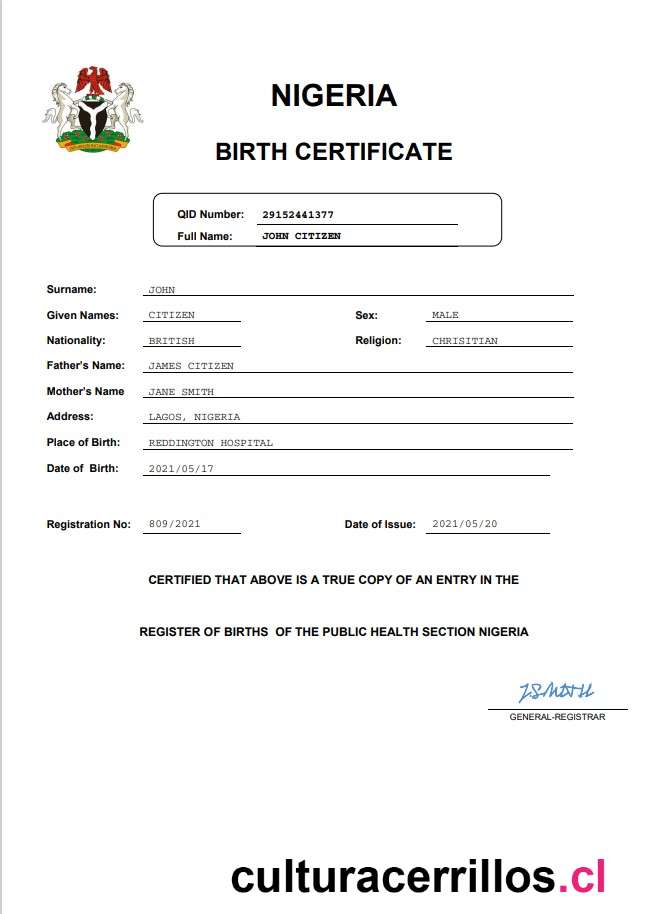 NIGERIA
BIRTH CERTIFICATE
QID Number: 29152441377
Full Name: JOHN CITIZEN
Surname: JOHN
Given Names: CITIZEN Sex: MALE
Nationality: BRITISH Religion: CHRISITIAN
Father's Name: JAMES CITIZEN
Mother's Name JANE SMITH
Address: LAGOS, NIGERIA
Place of Birth: REDDINGTON HOSPITAL
Date of Birth: 2021/05/17
Registration No: 809/2021 Date of Issue: 2021/05/20
CERTIFIED THAT ABOVE IS A TRUE COPY OF AN ENTRY IN THE
REGISTER OF BIRTHS OF THE PUBLIC HEALTH SECTION NIGERIA
J.SMITH
GENERAL-REGISTRAR
culturacerrillos.cl